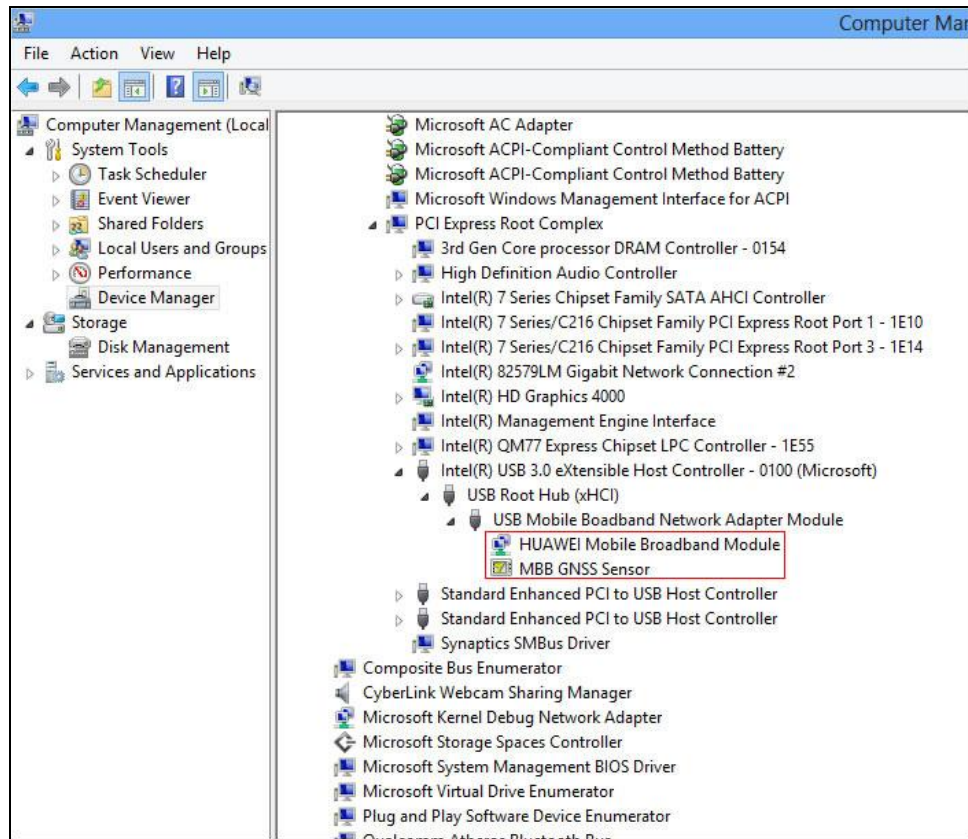 Computer Mar
File Action View Help
Computer Management (Local
System Tools
Task Scheduler
Event Viewer
Shared Folders
Local Users and Groups
Performance
Device Manager
Storage
Disk Management
Services and Applications
Microsoft AC Adapter
Microsoft ACPI-Compliant Control Method Battery
Microsoft ACPI-Compliant Control Method Battery
Microsoft Windows Management Interface for ACPI
PCI Express Root Complex
3rd Gen Core processor DRAM Controller - 0154
High Definition Audio Controller
Intel(R) 7 Series Chipset Family SATA AHCI Controller
Intel(R) 7 Series/C216 Chipset Family PCI Express Root Port 1 - 1E10
Intel(R) 7 Series/C216 Chipset Family PCI Express Root Port 3 - 1E14
Intel(R) 82579LM Gigabit Network Connection #2
Intel(R) HD Graphics 4000
Intel(R) Management Engine Interface
Intel(R) QM77 Express Chipset LPC Controller - 1E55
Intel(R) USB 3.0 eXtensible Host Controller - 0100 (Microsoft)
USB Root Hub (xHCI)
USB Mobile Boadband Network Adapter Module
HUAWEI Mobile Broadband Module
MBB GNSS Sensor
Standard Enhanced PCI to USB Host Controller
Standard Enhanced PCI to USB Host Controller
Synaptics SMBus Driver
Composite Bus Enumerator
CyberLink Webcam Sharing Manager
Microsoft Kernel Debug Network Adapter
Microsoft Storage Spaces Controller
Microsoft System Management BIOS Driver
Microsoft Virtual Drive Enumerator
Plug and Play Software Device Enumerator
Qualcomm Atheros Bluetooth Bus